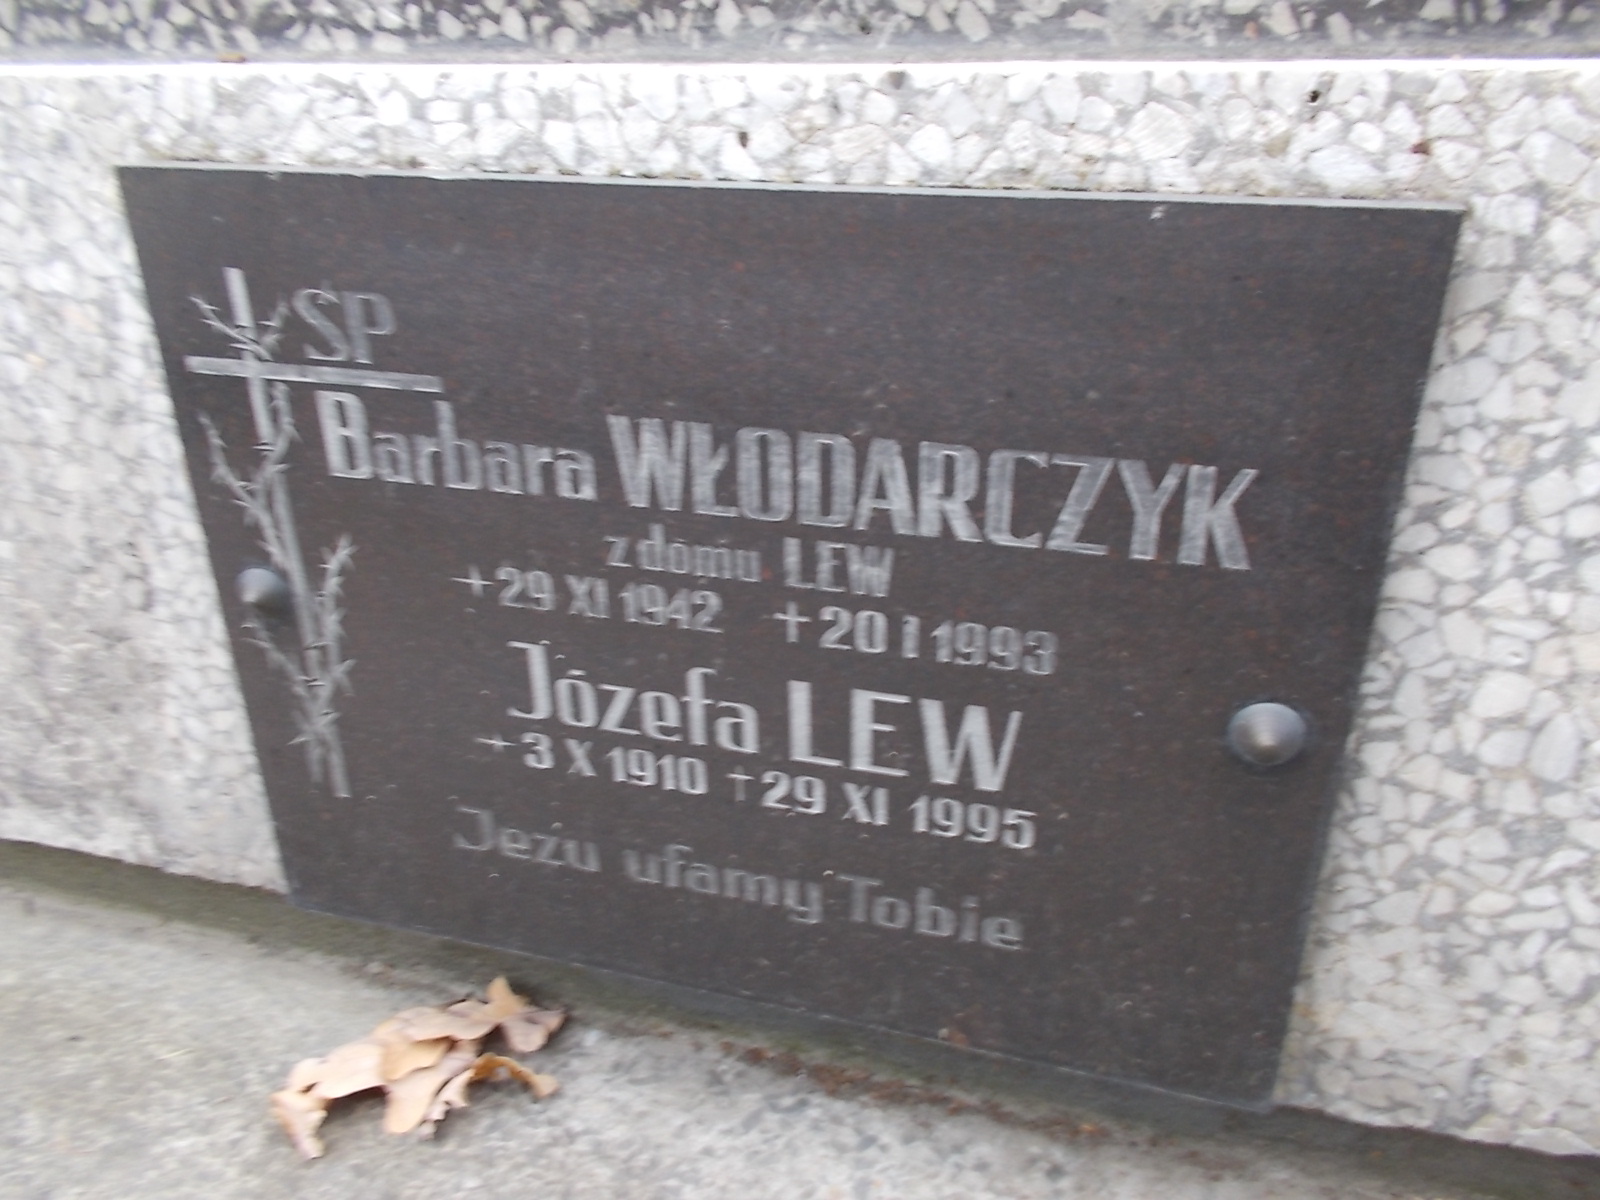 SP
Barbara WŁODARCZYK
z domu LEW
+29 XI 1942 +20 I 1993
Józefa LEW
+3 X 1910 +29 XI 1995
Jezu ufamy Tobie